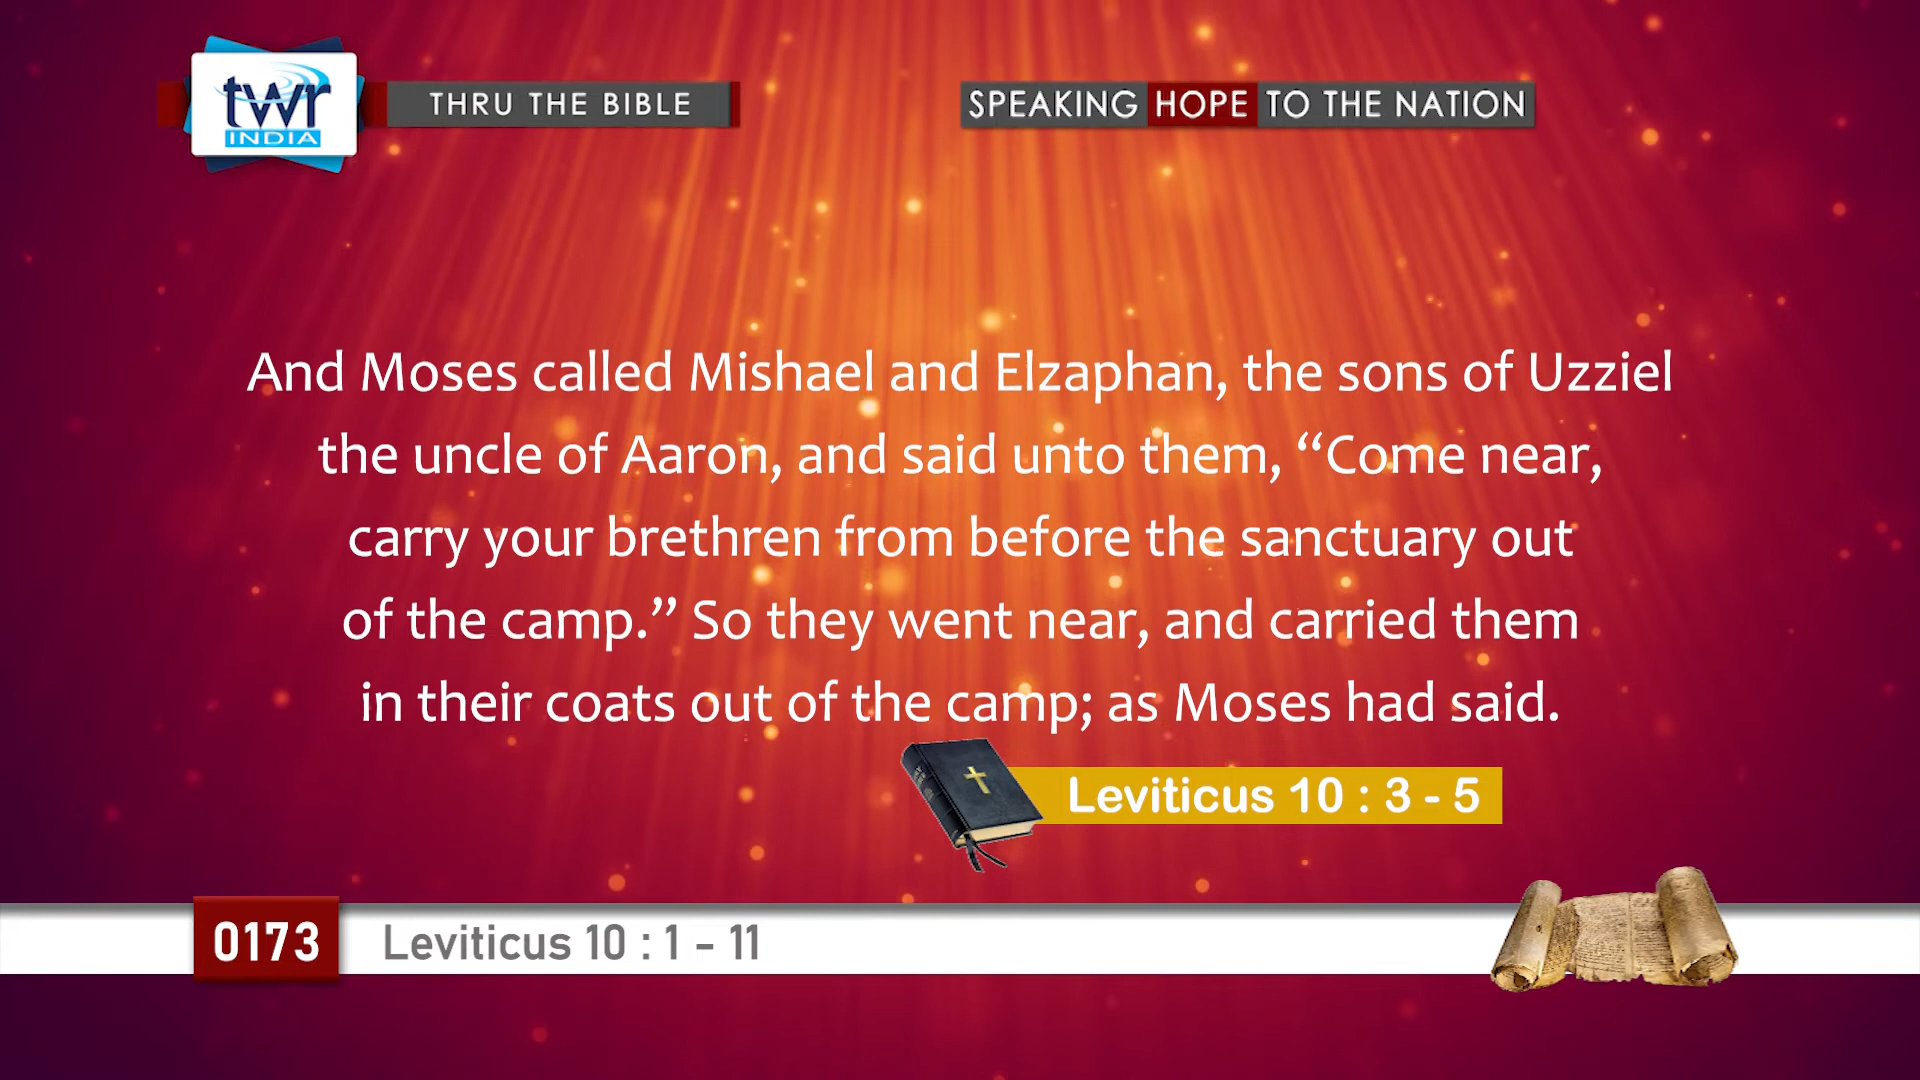 twr
INDIA
THRU THE BIBLE
SPEAKING HOPE TO THE NATION
And Moses called Mishael and Elzaphan, the sons of Uzziel
the uncle of Aaron, and said unto them, “Come near,
carry your brethren from before the sanctuary out
of the camp.” So they went near, and carried them
in their coats out of the camp; as Moses had said.
Leviticus 10 : 3 - 5
0173
Leviticus 10 : 1 - 11